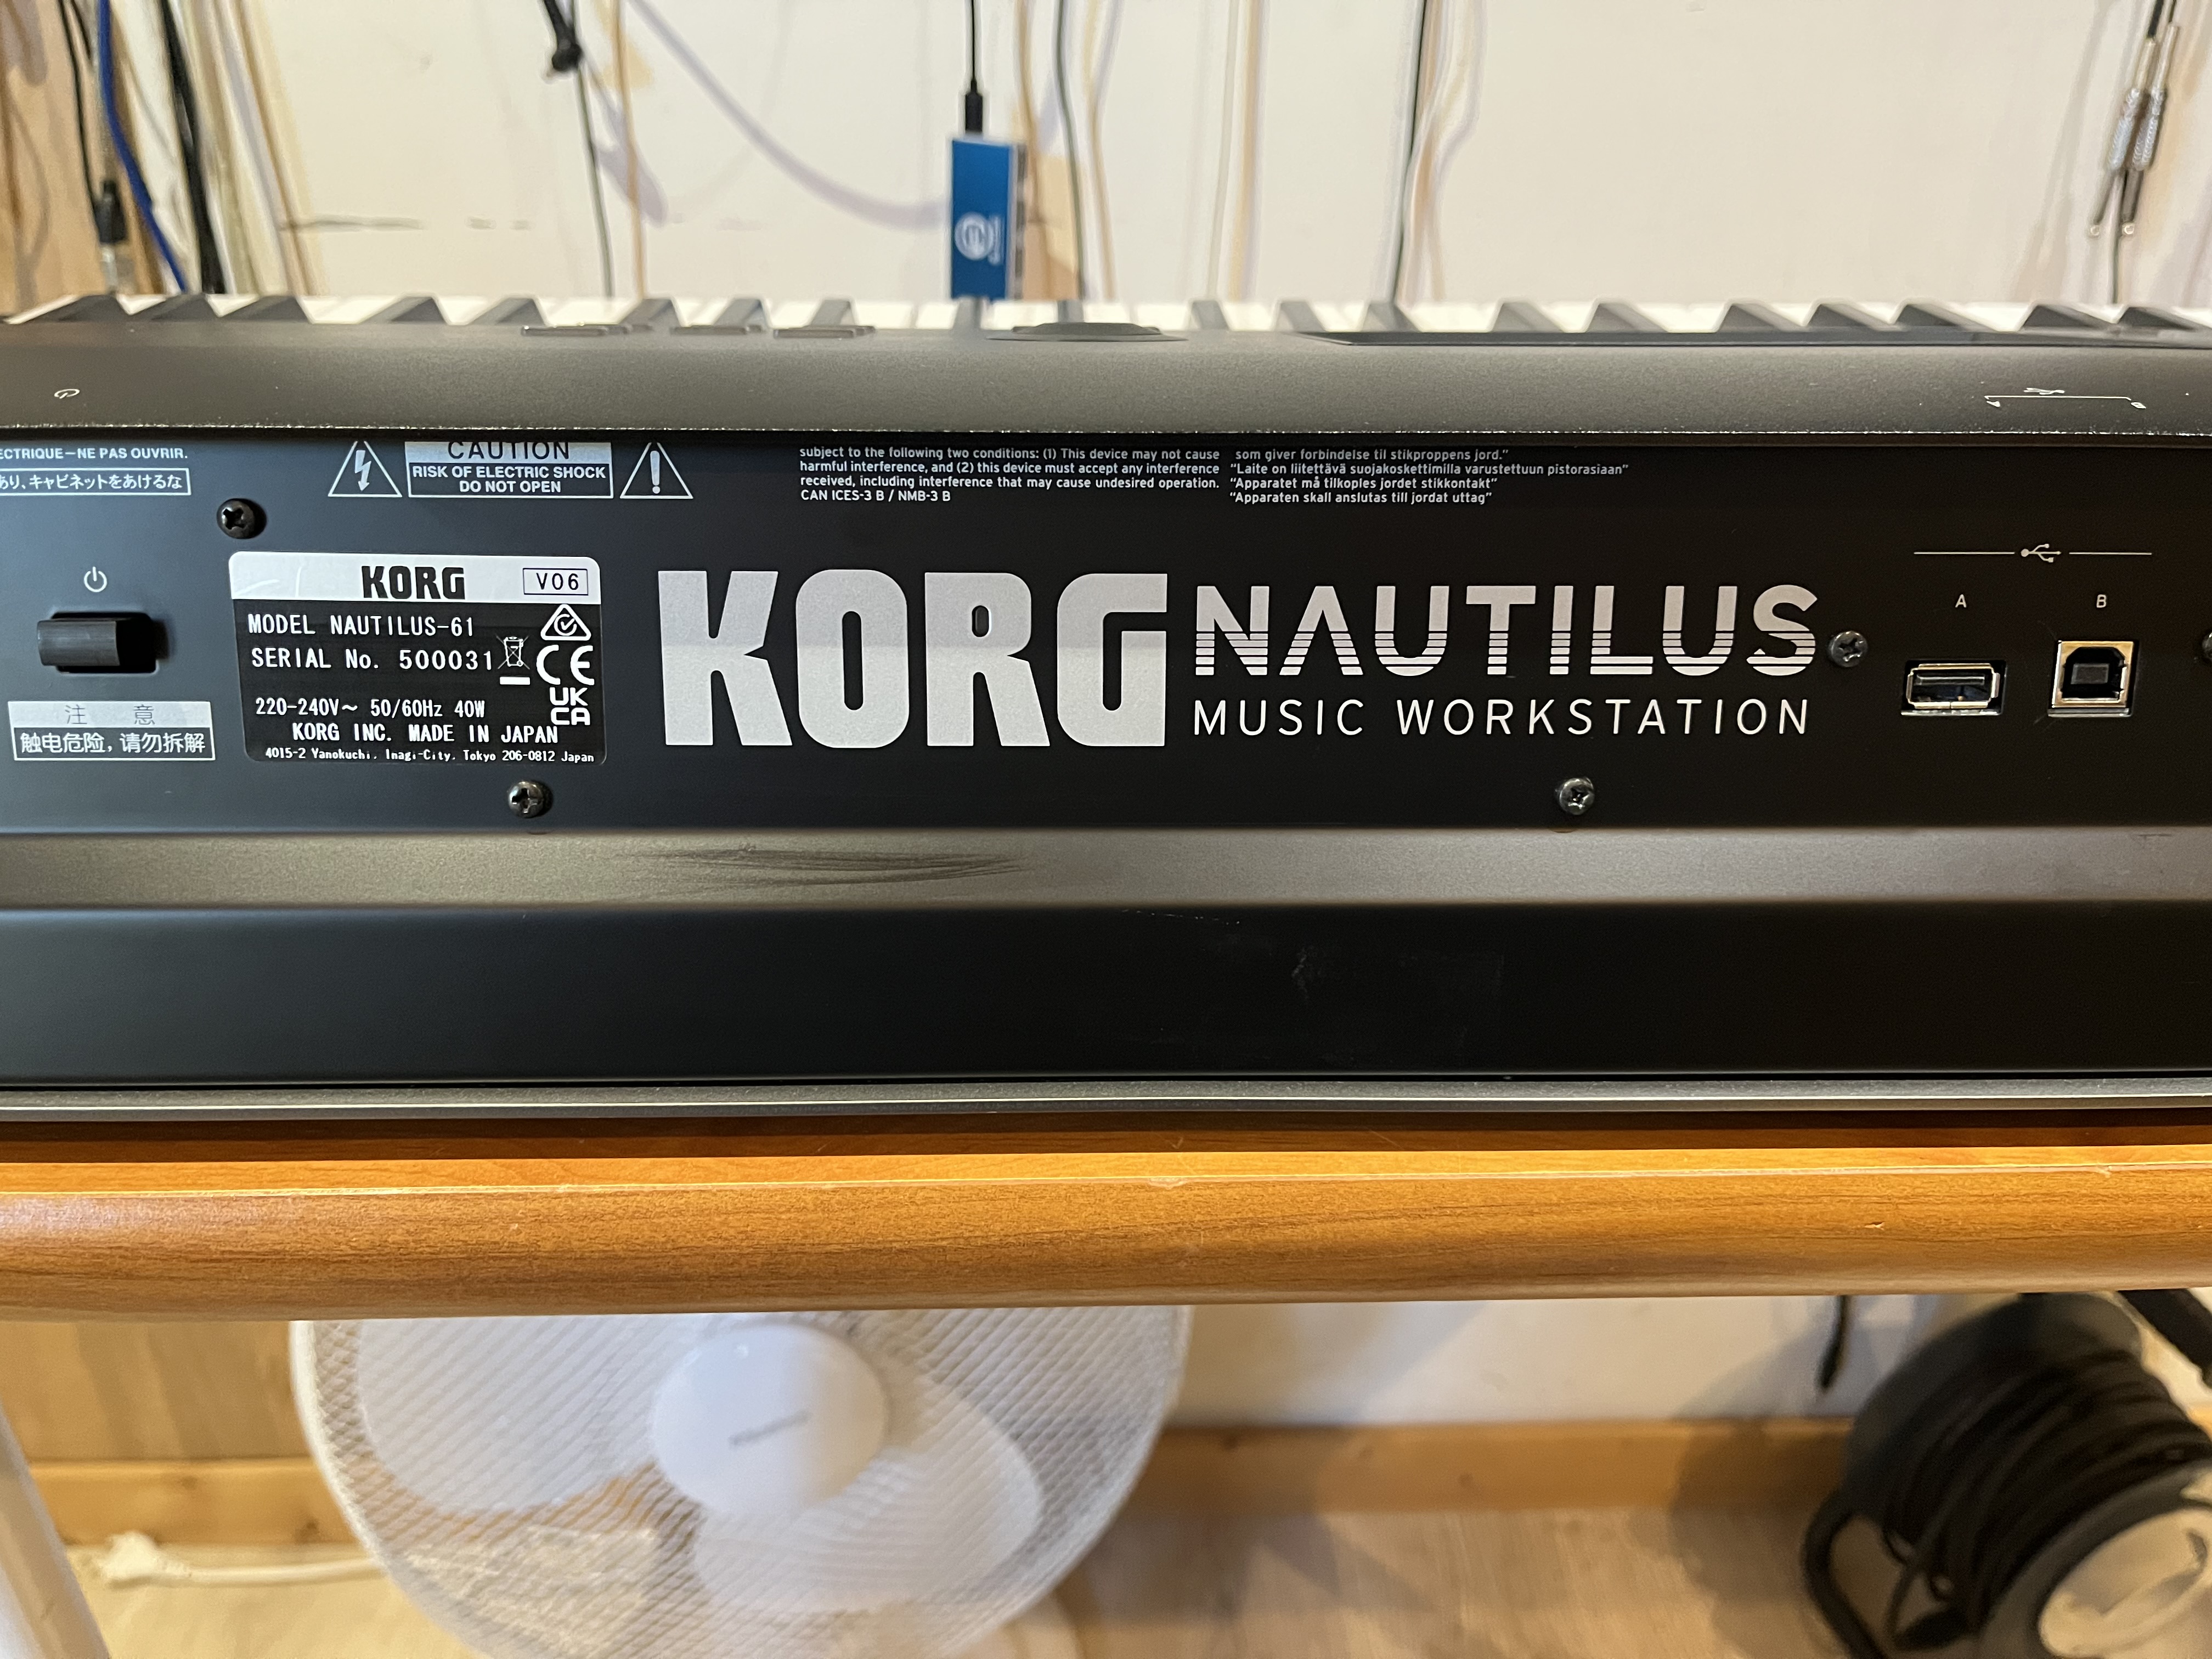 ECTRIQUE—NE PAS OUVRIR.
あり、キャビネットをあけるな
CAUTION
RISK OF ELECTRIC SHOCK
DO NOT OPEN
subject to the following two conditions: (1) This device may not cause
harmful interference, and (2) this device must accept any interference
received, including interference that may cause undesired operation.
CAN ICES-3 B / NMB-3 B
som giver forbindelse til stikproppens jord."
"Laite on liitettävä suojakoskettimilla varustettuun pistorasiaan"
"Apparatet må tilkoples jordet stikkontakt"
"Apparaten skall anslutas till jordat uttag"
注 意
触电危险，请勿拆解
KORG V06
MODEL NAUTILUS-61
SERIAL No. 500031
CE
UK
CA
220-240V～ 50/60Hz 40W
KORG INC. MADE IN JAPAN
4015-2 Yanokuchi, Inagi-City, Tokyo 206-0812 Japan
KORG NAUTILUS
MUSIC WORKSTATION
A B
A B